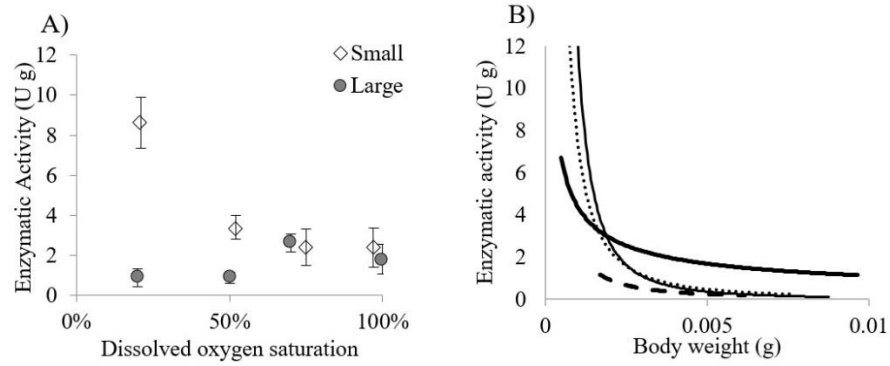 A)
Small
Large
Enzymatic Activity (U g)
12
10
8
6
4
2
0
0%
50%
100%
Dissolved oxygen saturation
B)
Enzymatic activity (U g)
12
10
8
6
4
2
0
0
0.005
0.01
Body weight (g)